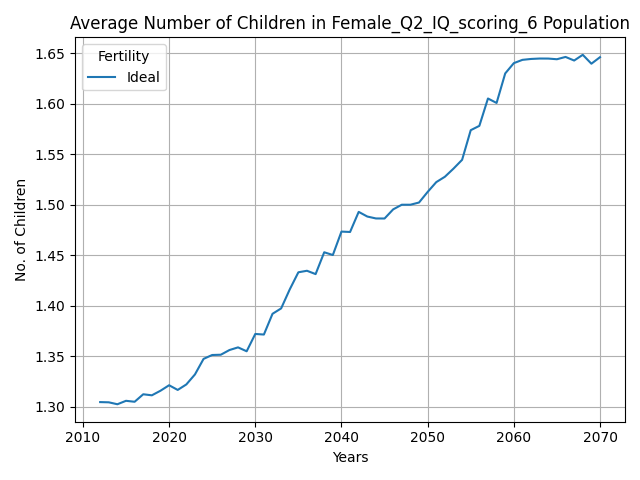 Average Number of Children in Female_Q2_IQ_scoring_6 Population
Fertility
Ideal
No. of Children
1.65
1.60
1.55
1.50
1.45
1.40
1.35
1.30
2010 2020 2030 2040 2050 2060 2070
Years